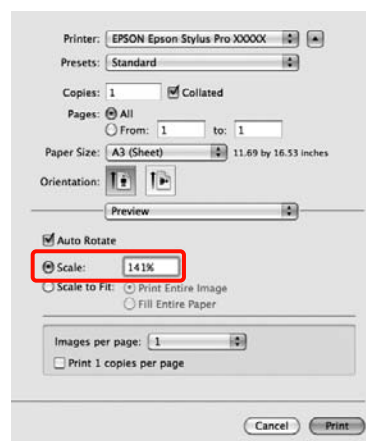 Printer: EPSON Epson Stylus Pro XXXXX
Presets: Standard
Copies: 1 Collated
Pages: All
From: 1 to: 1
Paper Size: A3 (Sheet) 11.69 by 16.53 inches
Orientation:
Preview
Auto Rotate
Scale: 141%
Scale to Fit: Print Entire Image
Fill Entire Paper
Images per page: 1
Print 1 copies per page
Cancel Print